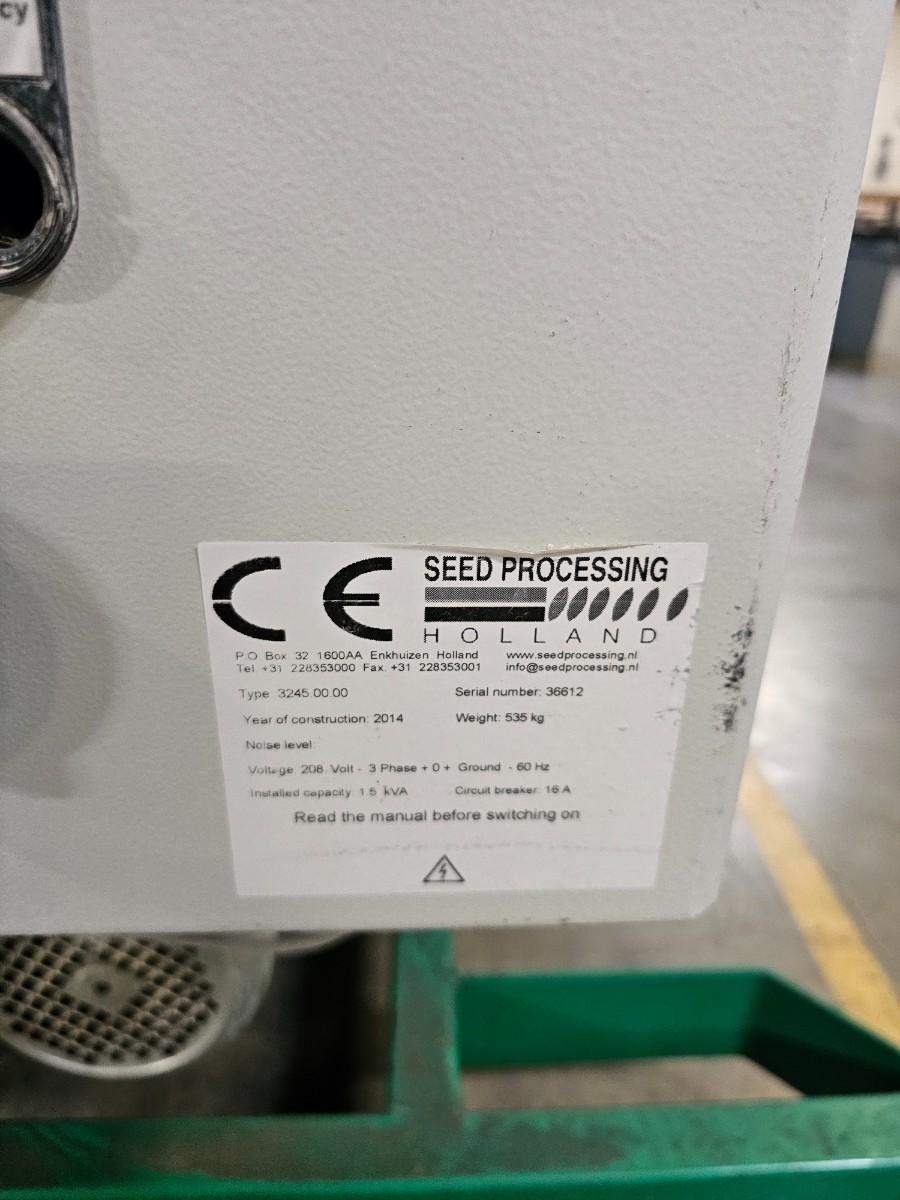 cy
CE SEED PROCESSING
HOLLAND
P.O. Box 32 1600AA Enkhuizen Holland www.seedprocessing.nl
Tel +31 228353000 Fax. +31 228353001 info@seedprocessing.nl
Type 3245.00.00 Serial number: 36612
Year of construction: 2014 Weight: 535 kg
Noise level:
Voltage 208 Volt - 3 Phase + 0 + Ground - 60 Hz
Installed capacity 1.5 kVA Circuit breaker: 16 A
Read the manual before switching on